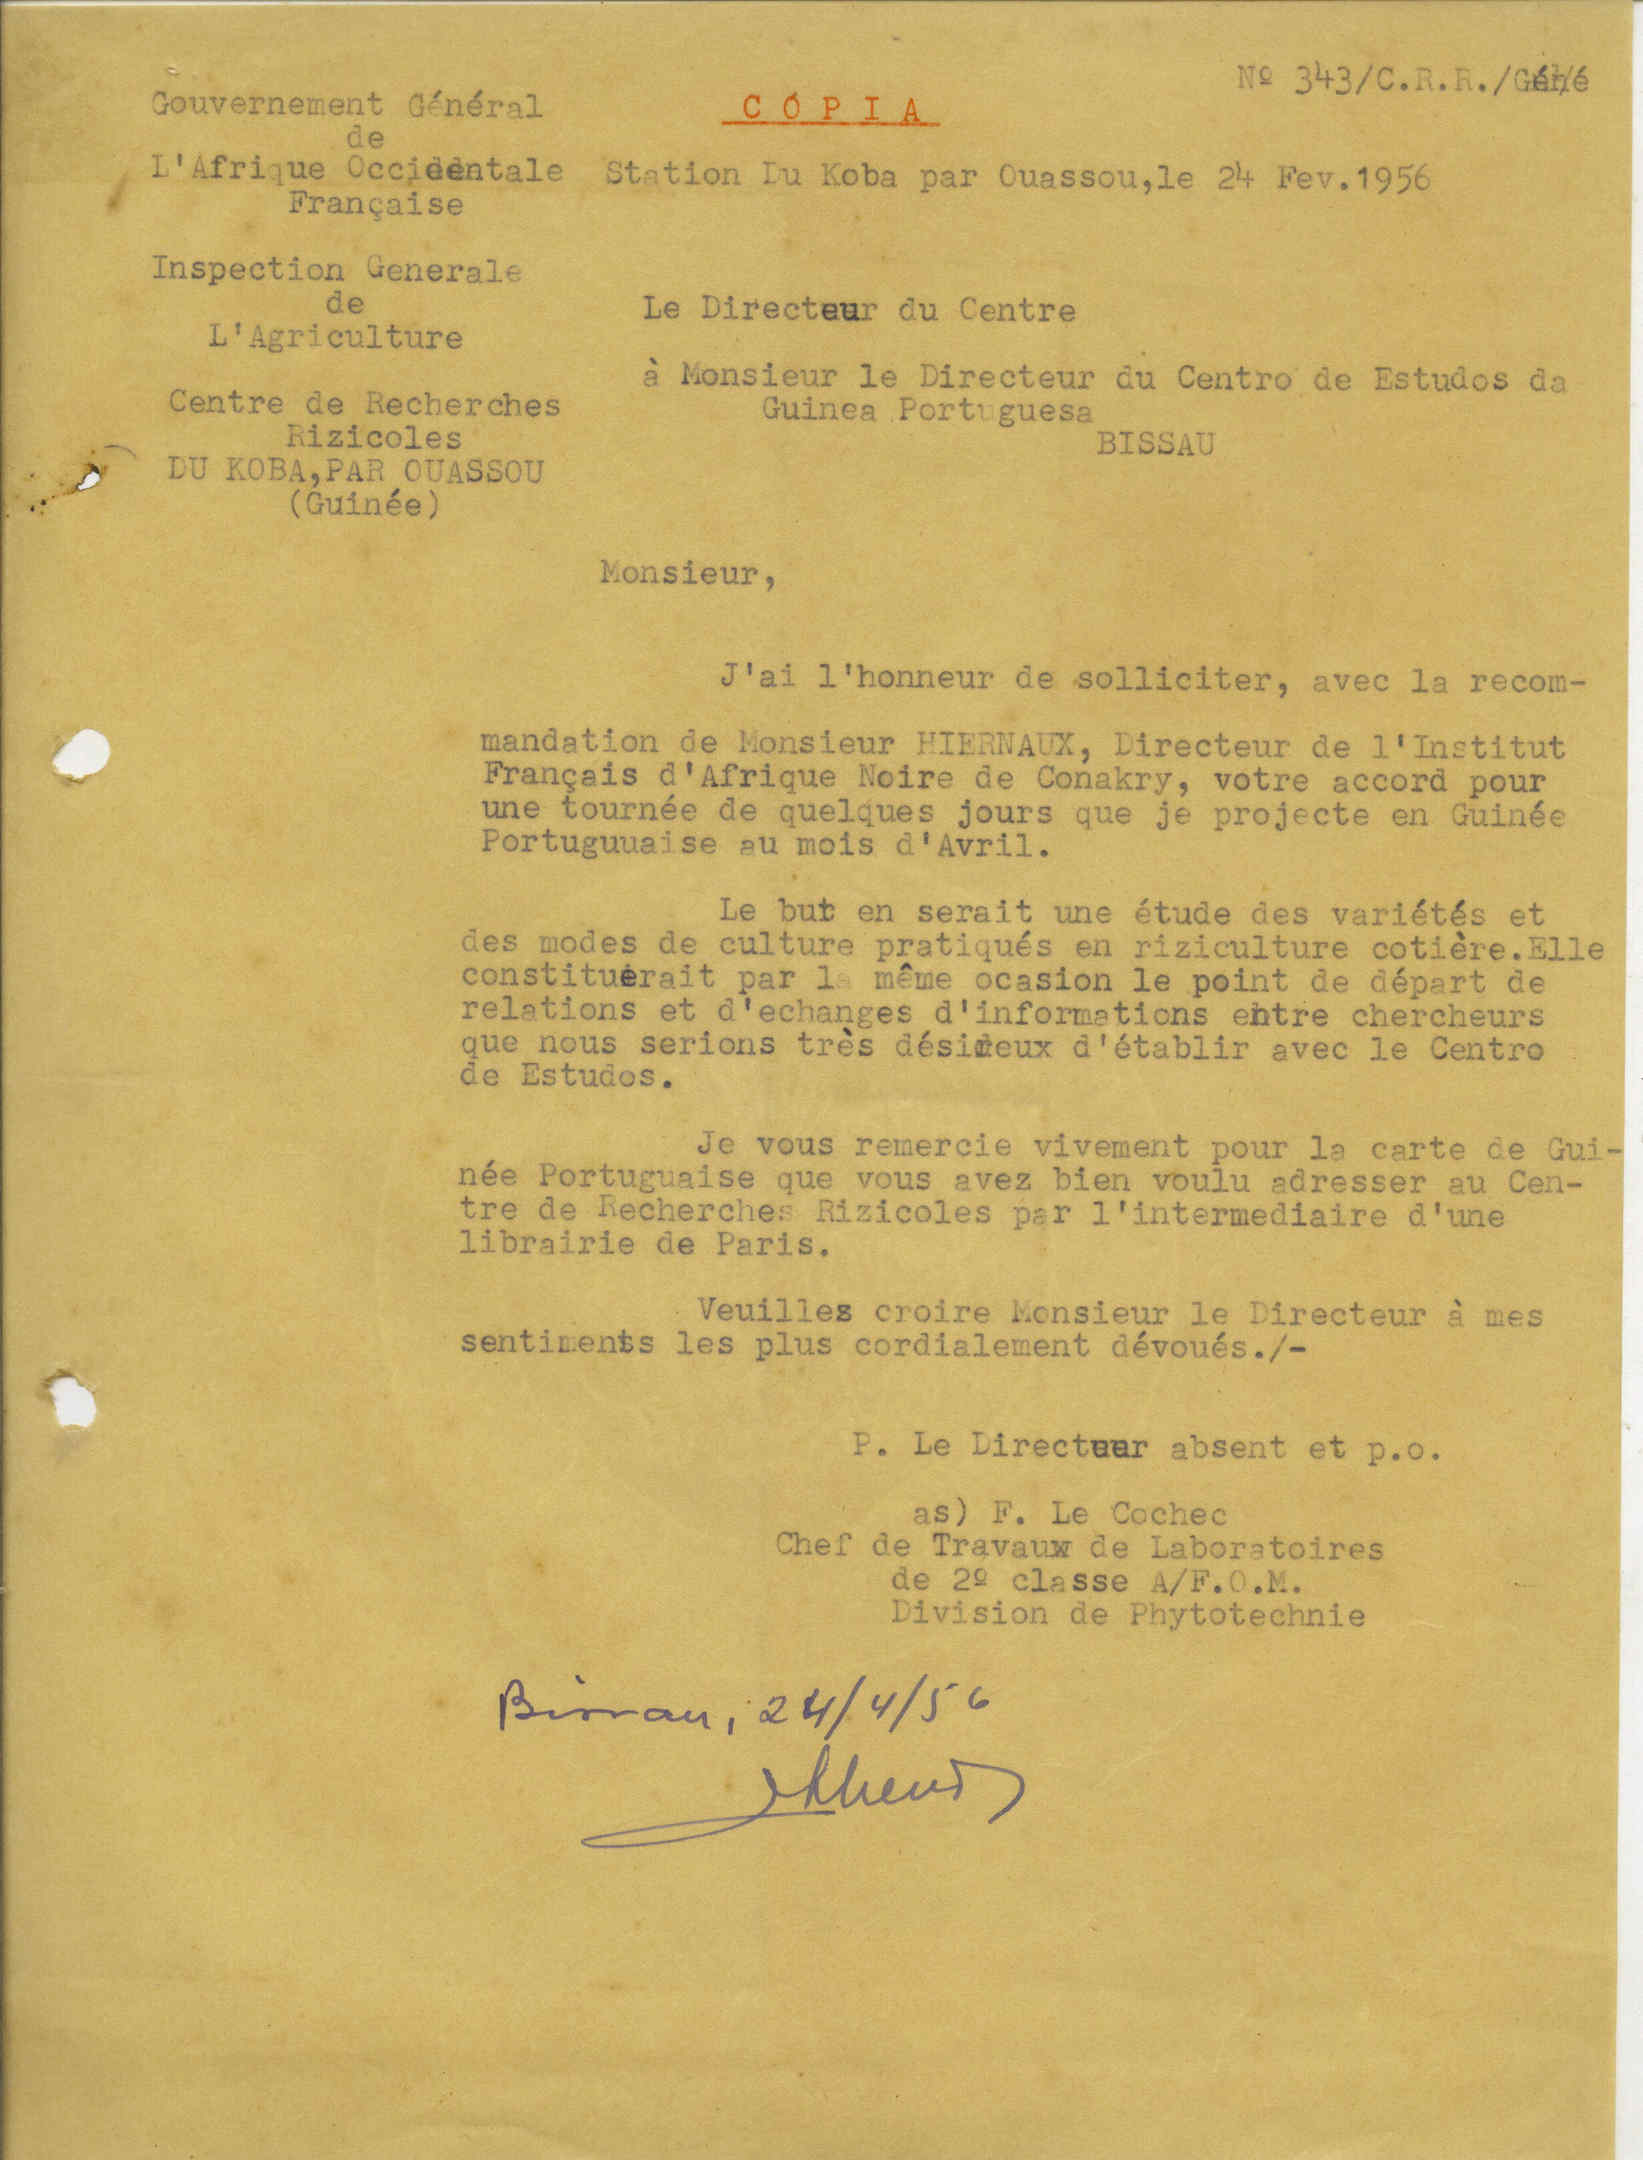 Nº 343/C.R.R./Géné
Gouvernement Général
de
L'Afrique Occidentale
Française
C Ó P I A
Station Du Koba par Ouassou,le 24 Fev.1956
Inspection Generale
de
L'Agriculture
Centre de Recherches
Rizicoles
DU KOBA,PAR OUASSOU
(Guinée)
Le Directeur du Centre
à Monsieur le Directeur du Centro de Estudos da
Guinea Portuguesa
BISSAU
Monsieur,
J'ai l'honneur de solliciter, avec la recom-
mandation de Monsieur HIERNAUX, Directeur de l'Institut
Français d'Afrique Noire de Conakry, votre accord pour
une tournée de quelques jours que je projecte en Guinée
Portuguuaise au mois d'Avril.
Le but en serait une étude des variétés et
des modes de culture pratiqués en riziculture cotière.Elle
constituerait par la même ocasion le point de départ de
relations et d'echanges d'informations entre chercheurs
que nous serions très désireux d'établir avec le Centro
de Estudos.
Je vous remercie vivement pour la carte de Gui-
née Portuguaise que vous avez bien voulu adresser au Cen-
tre de Recherches Rizicoles par l'intermediaire d'une
librairie de Paris.
Veuillez croire Monsieur le Directeur à mes
sentiments les plus cordialement dévoués./-
P. Le Directeur absent et p.o.
as) F. Le Cochec
Chef de Travaux de Laboratoires
de 2º classe A/F.O.M.
Division de Phytotechnie
Bissau, 24/4/56